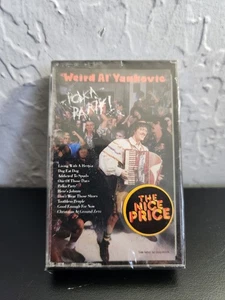 "Weird Al" Yankovic
POLKA
PARTY!
Living With A Hernia
Dog Eat Dog
Addicted To Spuds
One Of Those Days
Polka Party!
Here's Johnny
Don't Wear Those Shoes
Toothless People
Good Enough For Now
Christmas At Ground Zero
THE
NICE
PRICE